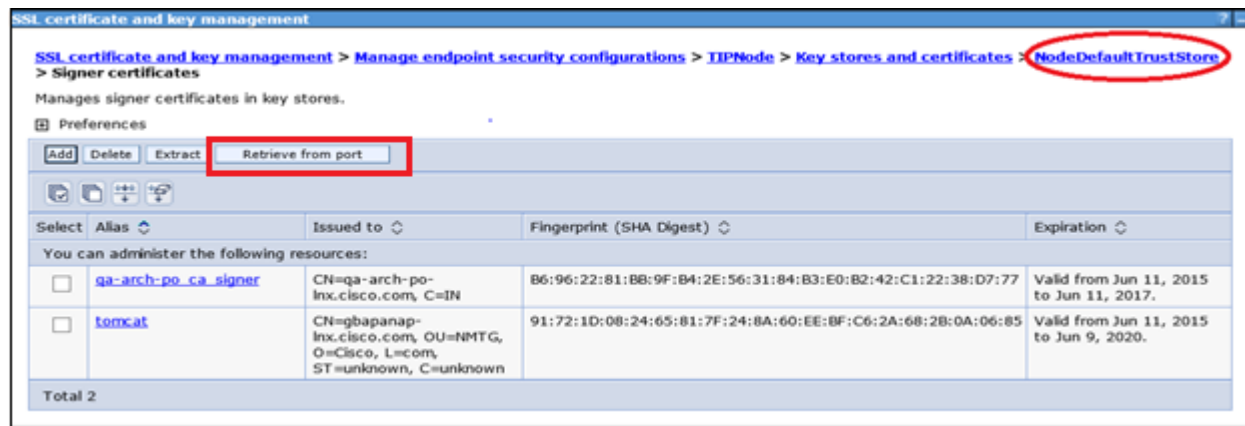 SSL certificate and key management
? –
SSL certificate and key management > Manage endpoint security configurations > TIPNode > Key stores and certificates > NodeDefaultTrustStore
> Signer certificates
Manages signer certificates in key stores.
Preferences
Add Delete Extract Retrieve from port
Select Alias Issued to Fingerprint (SHA Digest) Expiration
You can administer the following resources:
qa-arch-po_ca_signer CN=qa-arch-po- B6:96:22:81:BB:9F:B4:2E:56:31:84:B3:E0:B2:42:C1:22:38:D7:77 Valid from Jun 11, 2015
lnx.cisco.com, C=IN to Jun 11, 2017.
tomcat CN=gbapanap- 91:72:1D:08:24:65:81:7F:24:8A:60:EE:BF:C6:2A:68:2B:0A:06:85 Valid from Jun 11, 2015
lnx.cisco.com, OU=NMTG, to Jun 9, 2020.
O=Cisco, L=com,
ST=unknown, C=unknown
Total 2